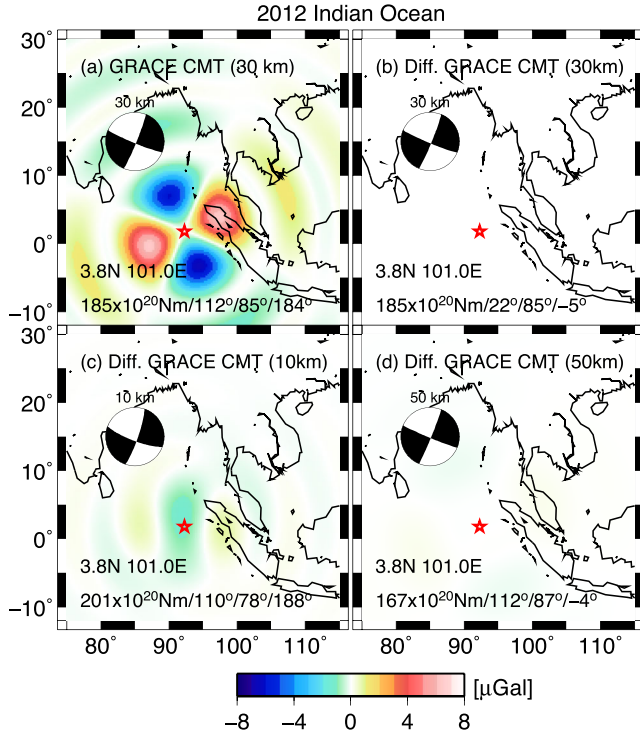 2012 Indian Ocean
30°
20°
10°
0°
−10°
(a) GRACE CMT (30 km)
30 km
3.8N 101.0E
185x10²⁰Nm/112°/85°/184°
(b) Diff. GRACE CMT (30km)
30 km
3.8N 101.0E
185x10²⁰Nm/22°/85°/−5°
30°
20°
10°
0°
−10°
(c) Diff. GRACE CMT (10km)
10 km
3.8N 101.0E
201x10²⁰Nm/110°/78°/188°
(d) Diff. GRACE CMT (50km)
50 km
3.8N 101.0E
167x10²⁰Nm/112°/87°/−4°
80° 90° 100° 110° 80° 90° 100° 110°
[μGal]
−8 −4 0 4 8